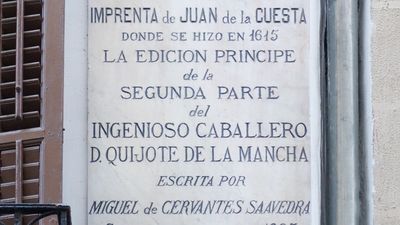 IMPRENTA de JUAN de la CUESTA
DONDE SE HIZO EN 1615
LA EDICION PRINCIPE
de la
SEGUNDA PARTE
del
INGENIOSO CABALLERO
D. QUIJOTE DE LA MANCHA
ESCRITA POR
MIGUEL de CERVANTES SAAVEDRA